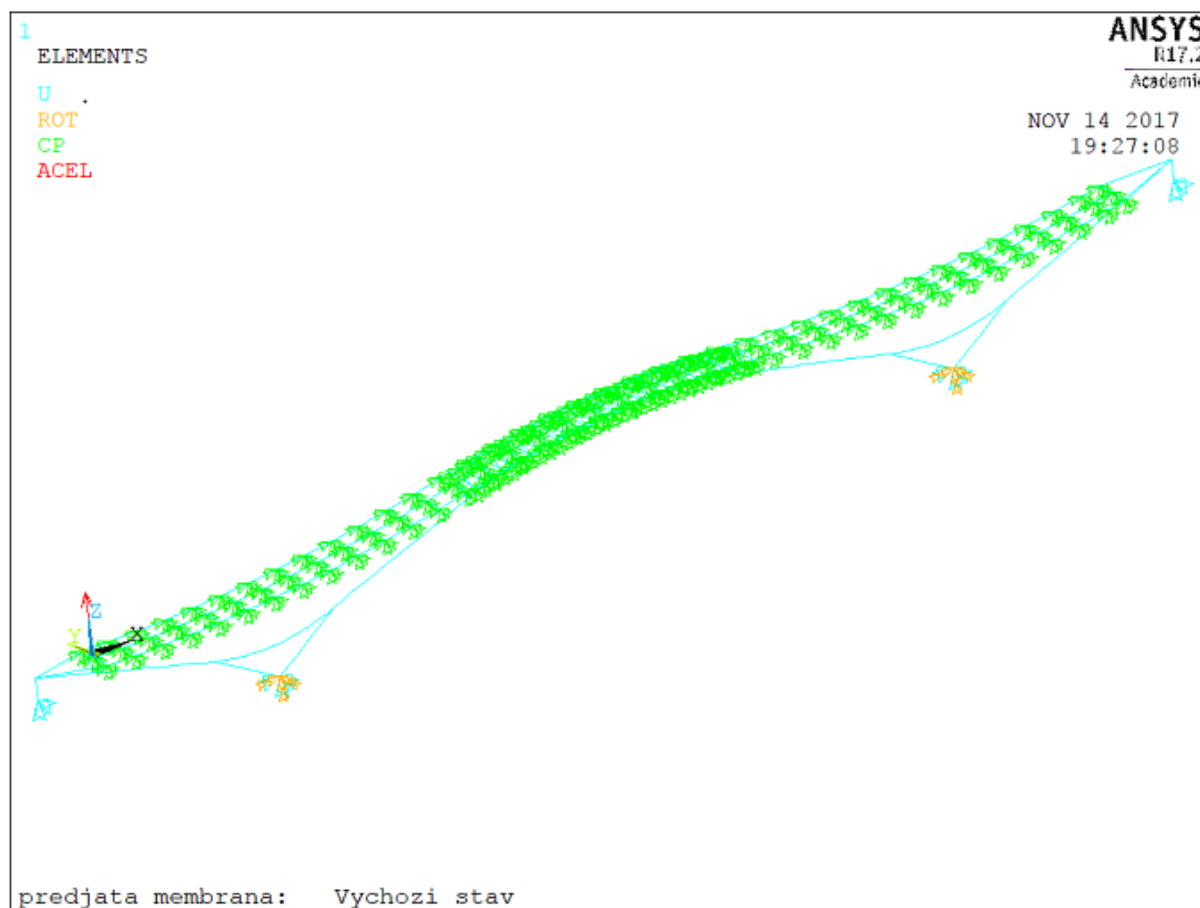 1
ELEMENTS
U
ROT
CP
ACEL
ANSYS
R17.2
Academic
NOV 14 2017
19:27:08
Z
Y
X
predjata membrana: Vychozi stav